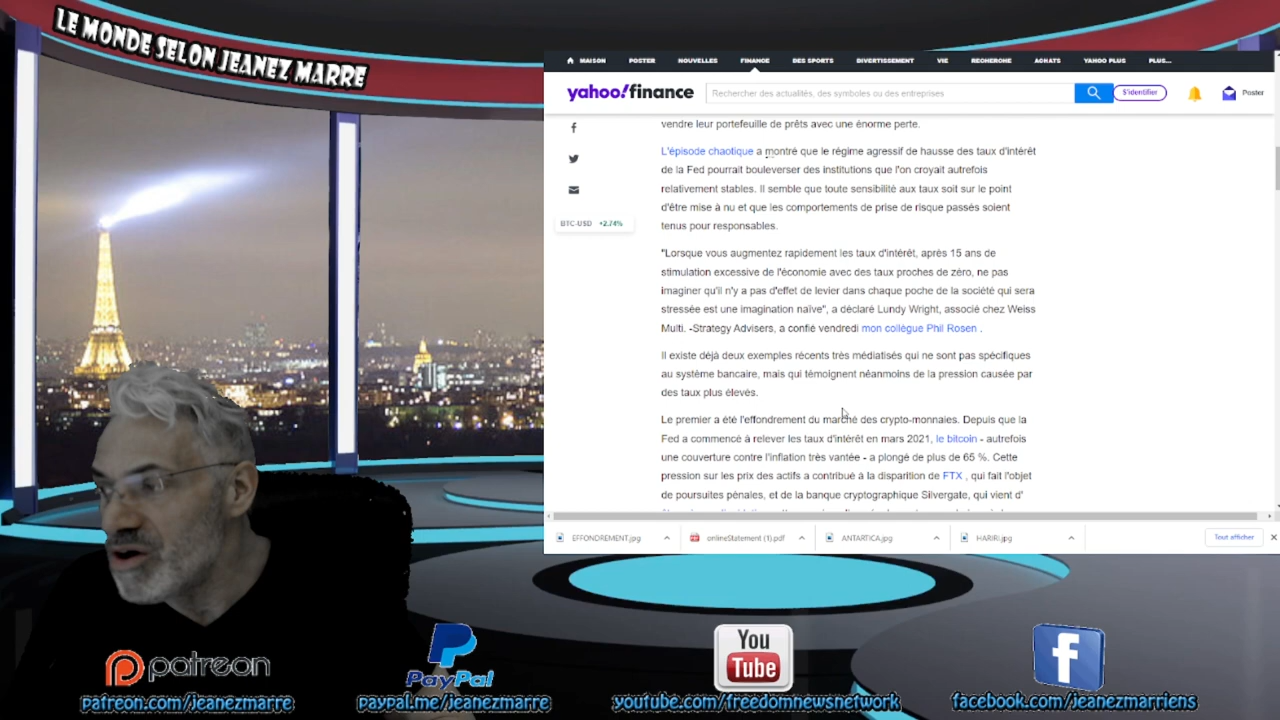 LE MONDE SELON JEANEZ MARRE
MAISON POSTER NOUVELLES FINANCE DES SPORTS DIVERTISSEMENT VIE RECHERCHE ACHATS YAHOO PLUS PLUS...
yahoo!finance Rechercher des actualités, des symboles ou des entreprises S'identifier Poster
vendre leur portefeuille de prêts avec une énorme perte.
L'épisode chaotique a montré que le régime agressif de hausse des taux d'intérêt
de la Fed pourrait bouleverser des institutions que l'on croyait autrefois
relativement stables. Il semble que toute sensibilité aux taux soit sur le point
d'être mise à nu et que les comportements de prise de risque passés soient
tenus pour responsables.
BTC-USD +2.74%
"Lorsque vous augmentez rapidement les taux d'intérêt, après 15 ans de
stimulation excessive de l'économie avec des taux proches de zéro, ne pas
imaginer qu'il n'y a pas d'effet de levier dans chaque poche de la société qui sera
stressée est une imagination naïve", a déclaré Lundy Wright, associé chez Weiss
Multi. -Strategy Advisers, a confié vendredi mon collègue Phil Rosen .
Il existe déjà deux exemples récents très médiatisés qui ne sont pas spécifiques
au système bancaire, mais qui témoignent néanmoins de la pression causée par
des taux plus élevés.
Le premier a été l'effondrement du marché des crypto-monnaies. Depuis que la
Fed a commencé à relever les taux d'intérêt en mars 2021, le bitcoin - autrefois
une couverture contre l'inflation très vantée - a plongé de plus de 65 %. Cette
pression sur les prix des actifs a contribué à la disparition de FTX , qui fait l'objet
de poursuites pénales, et de la banque cryptographique Silvergate, qui vient d'
EFFONDREMENT.jpg onlineStatement (1).pdf ANTARTICA.jpg HARIRI.jpg Tout afficher
patreon
PayPal
You
Tube
patreon.com/jeanezmarre
paypal.me/jeanezmarre
youtube.com/freedomnewsnetwork
facebook.com/jeanezmarriens